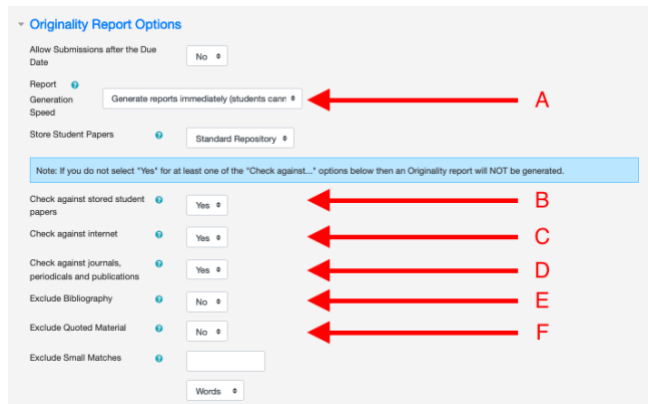 Originality Report Options
Allow Submissions after the Due
Date
No
Report
Generation
Speed
Generate reports immediately (students cann
A
Store Student Papers
Standard Repository
Note: If you do not select "Yes" for at least one of the "Check against..." options below then an Originality report will NOT be generated.
Check against stored student
papers
Yes
B
Check against internet
Yes
C
Check against journals,
periodicals and publications
Yes
D
Exclude Bibliography
No
E
Exclude Quoted Material
No
F
Exclude Small Matches
Words